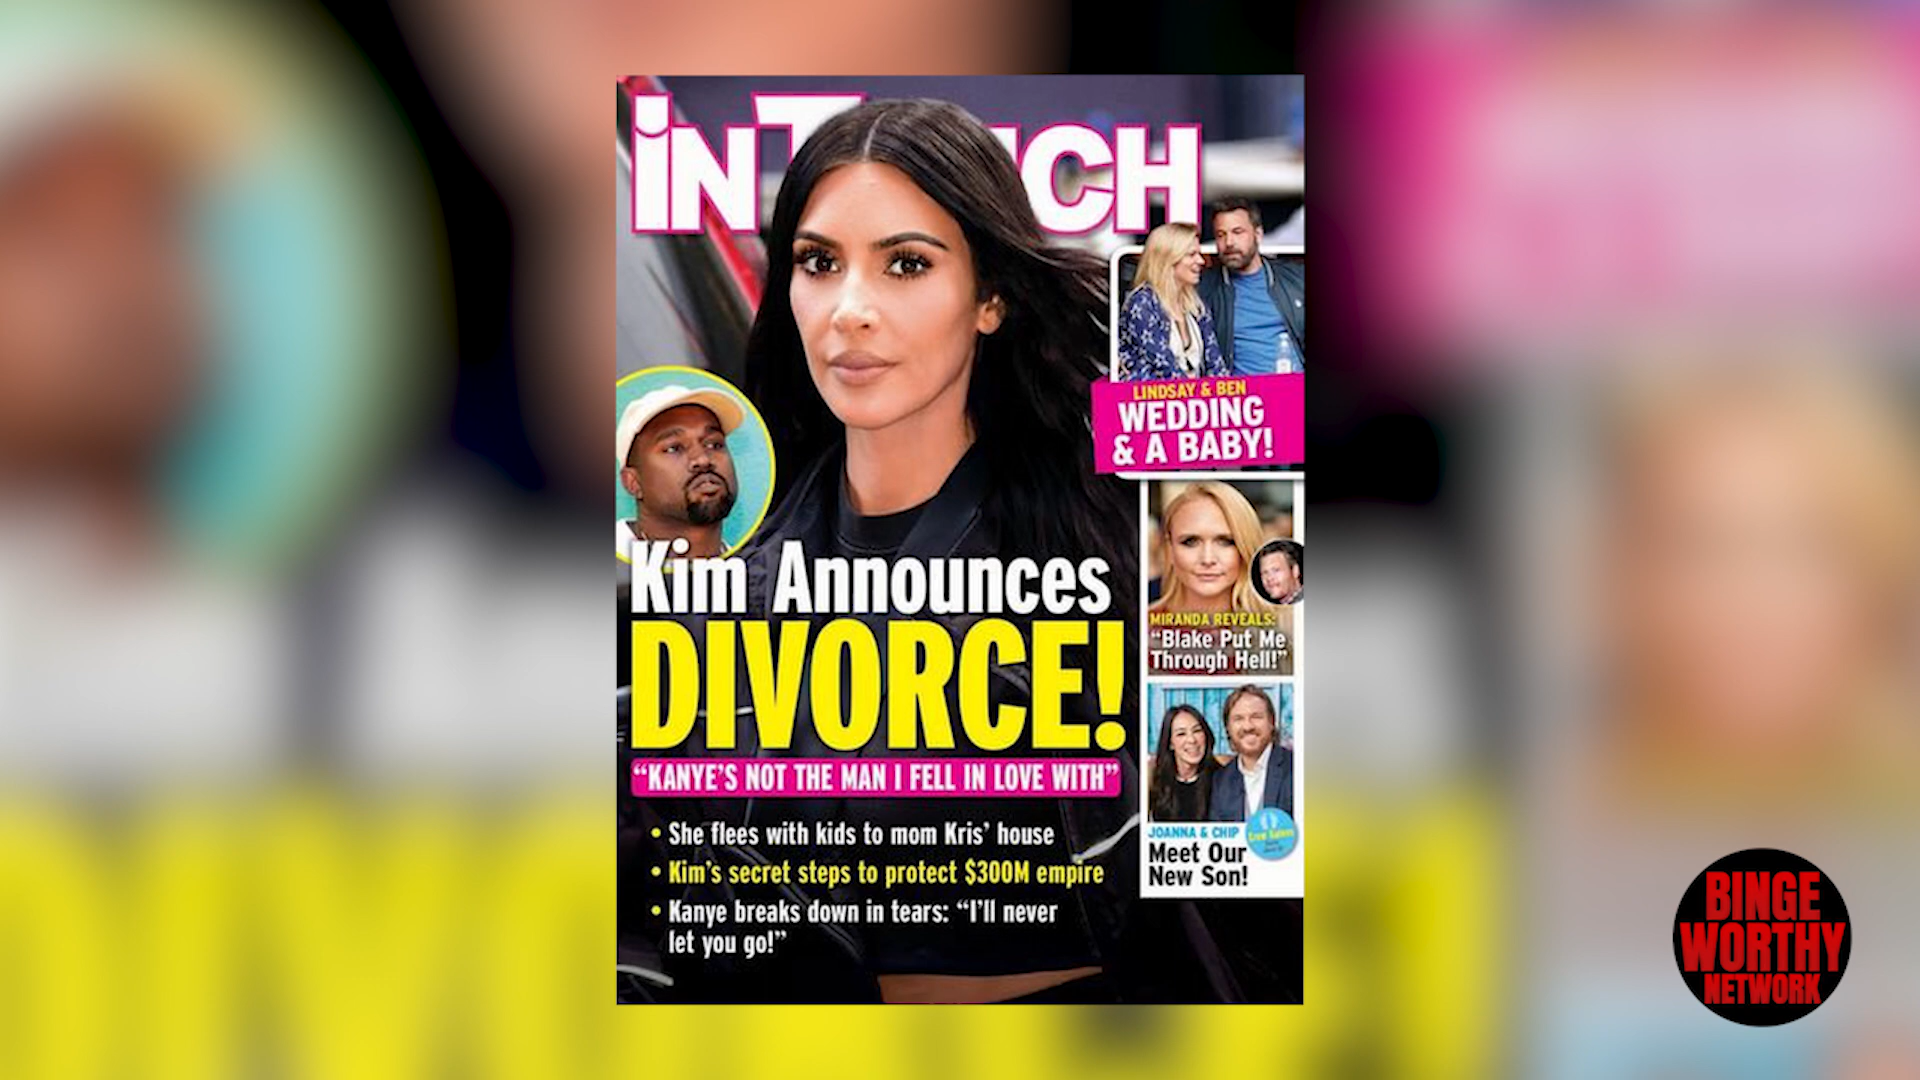 iNTOUCH
LINDSAY & BEN
WEDDING
& A BABY!
Kim Announces
DIVORCE!
"KANYE'S NOT THE MAN I FELL IN LOVE WITH"
• She flees with kids to mom Kris' house
• Kim's secret steps to protect $300M empire
• Kanye breaks down in tears: "I'll never
let you go!"
MIRANDA REVEALS:
"Blake Put Me
Through Hell!"
JOANNA & CHIP
Meet Our
New Son!
BINGE
WORTHY
NETWORK